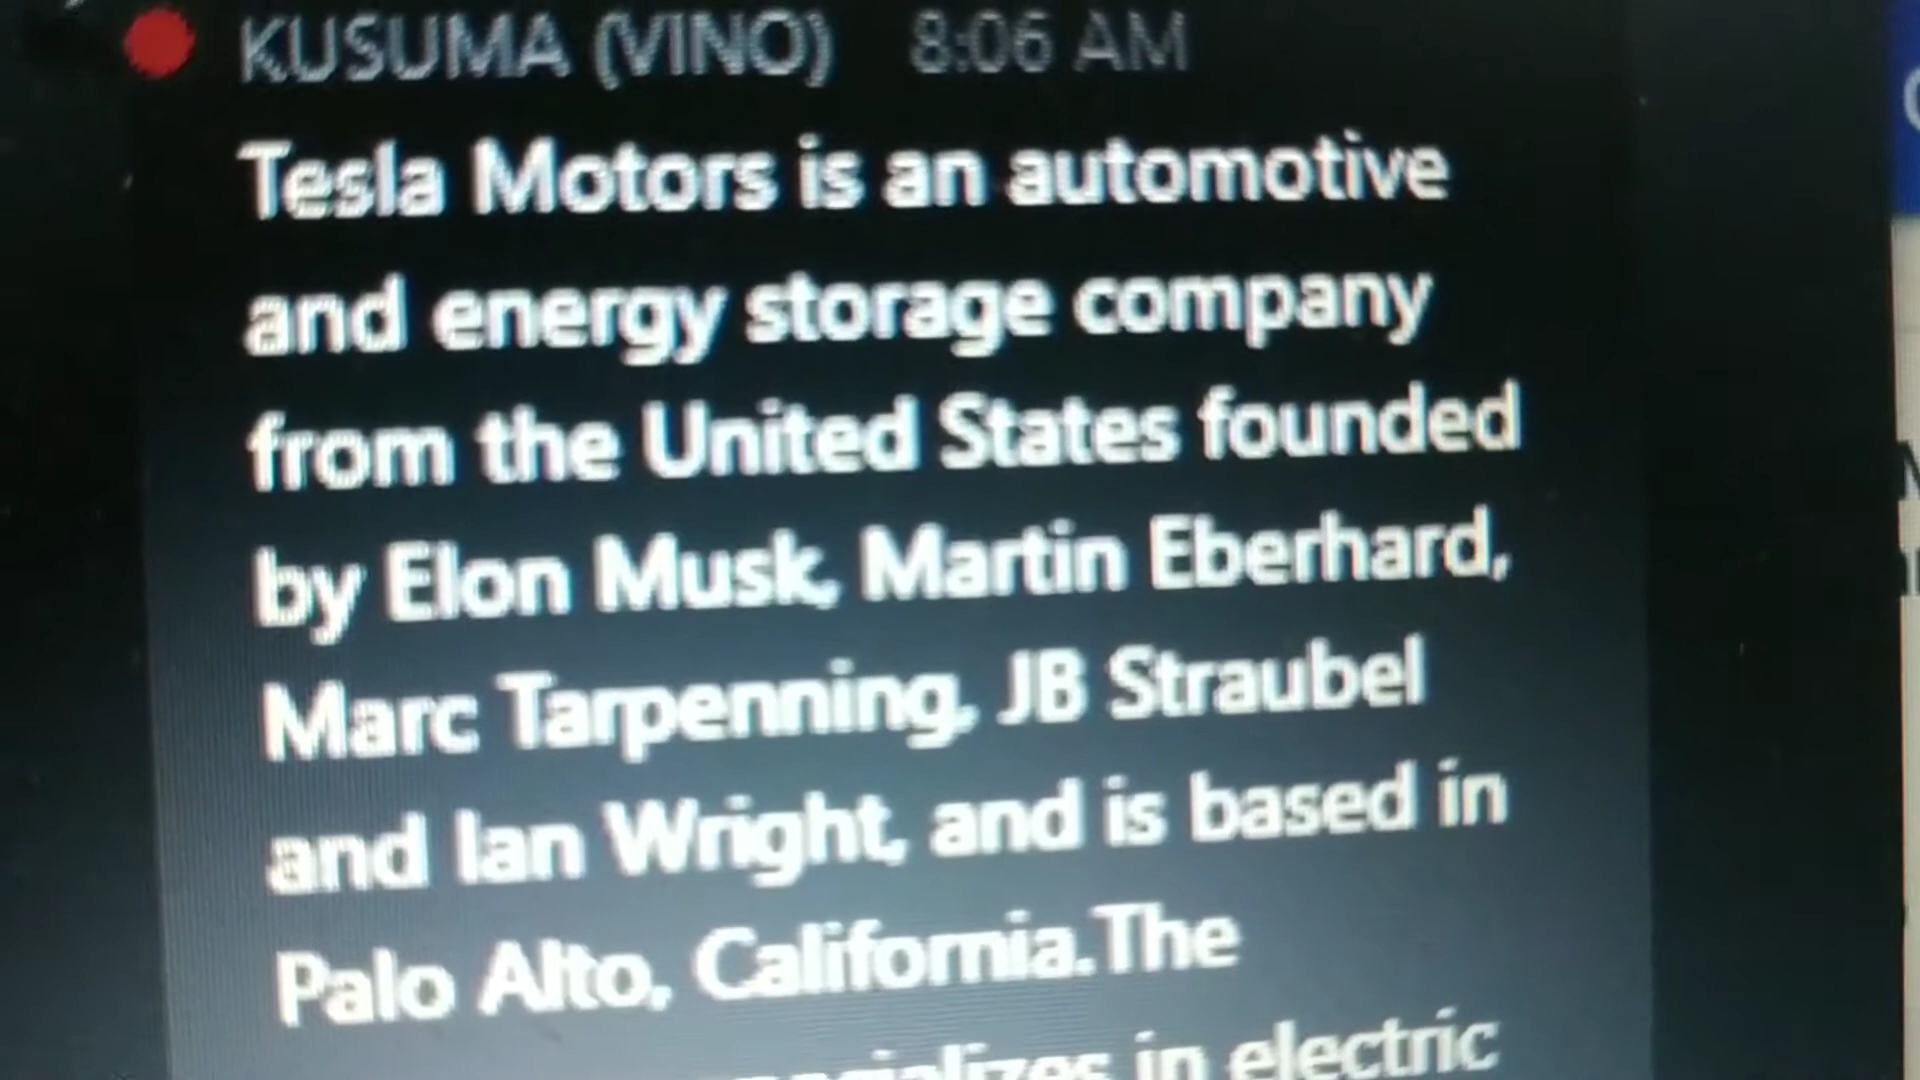 KUSUMA (VINO) 8:06 AM
Tesla Motors is an automotive
and energy storage company
from the United States founded
by Elon Musk, Martin Eberhard,
Marc Tarpenning, JB Straubel
and Ian Wright, and is based in
Palo Alto, California.The
in electric